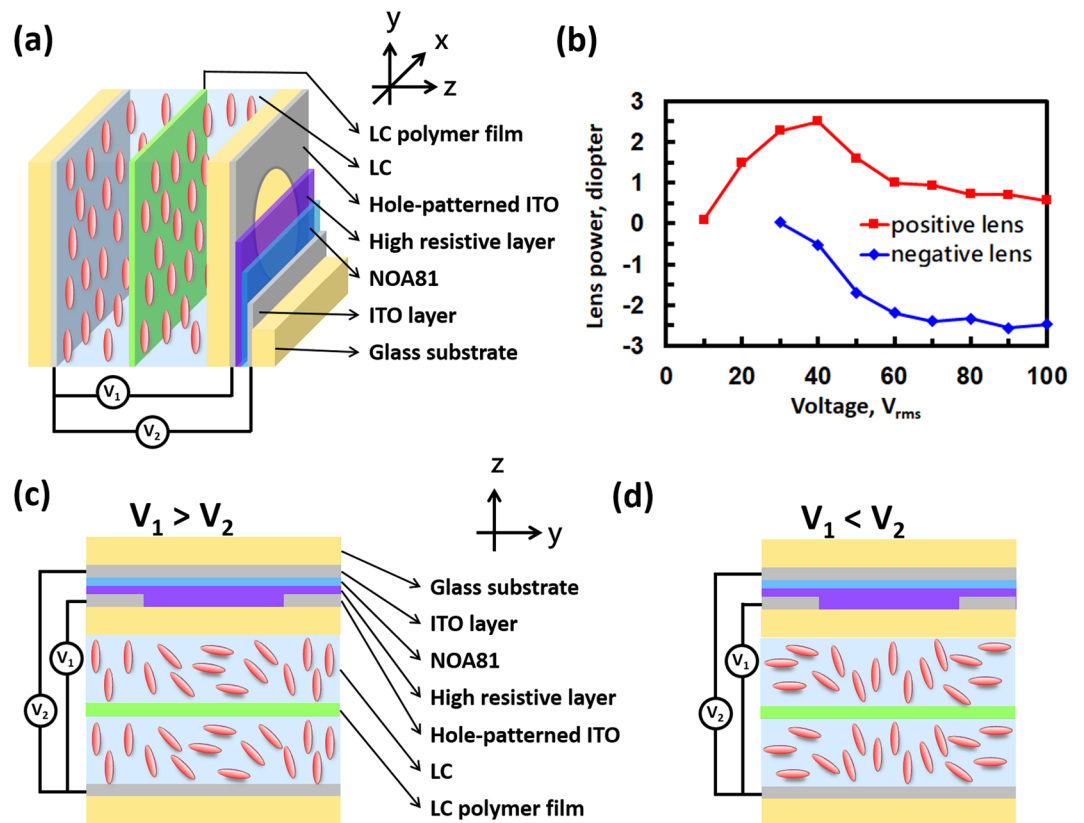 (a)
y
x
z
LC polymer film
LC
Hole-patterned ITO
High resistive layer
NOA81
ITO layer
Glass substrate
V1
V2
(b)
Lens power, diopter
3
2
1
0
-1
-2
-3
positive lens
negative lens
0 20 40 60 80 100
Voltage, Vrms
(c)
V1 > V2
z
y
V1
V2
Glass substrate
ITO layer
NOA81
High resistive layer
Hole-patterned ITO
LC
LC polymer film
(d)
V1 < V2
V1
V2